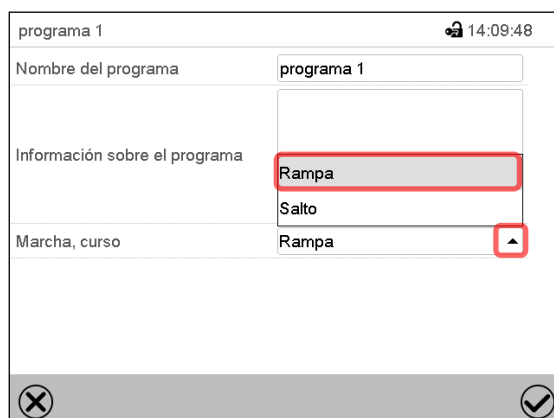 programa 1 14:09:48
Nombre del programa programa 1
Información sobre el programa
Rampa
Salto
Marcha, curso Rampa